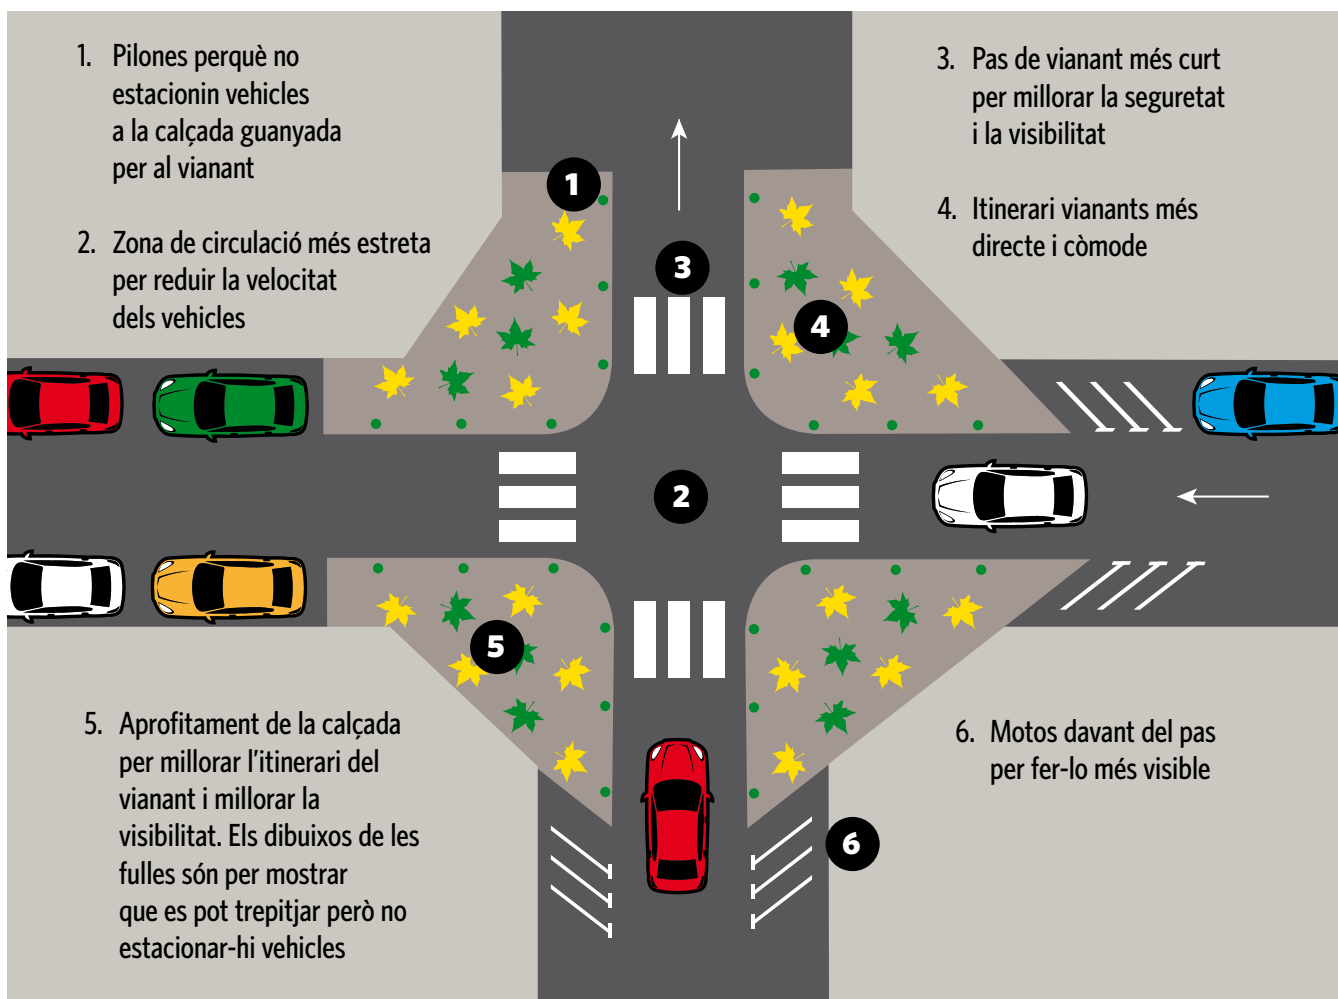 1. Pilones perquè no
estacionin vehicles
a la calçada guanyada
per al vianant
2. Zona de circulació més estreta
per reduir la velocitat
dels vehicles
3. Pas de vianant més curt
per millorar la seguretat
i la visibilitat
4. Itinerari vianants més
directe i còmode
1
3
4
2
5
6
5. Aprofitament de la calçada
per millorar l'itinerari del
vianant i millorar la
visibilitat. Els dibuixos de les
fulles són per mostrar
que es pot trepitjar però no
estacionar-hi vehicles
6. Motos davant del pas
per fer-lo més visible